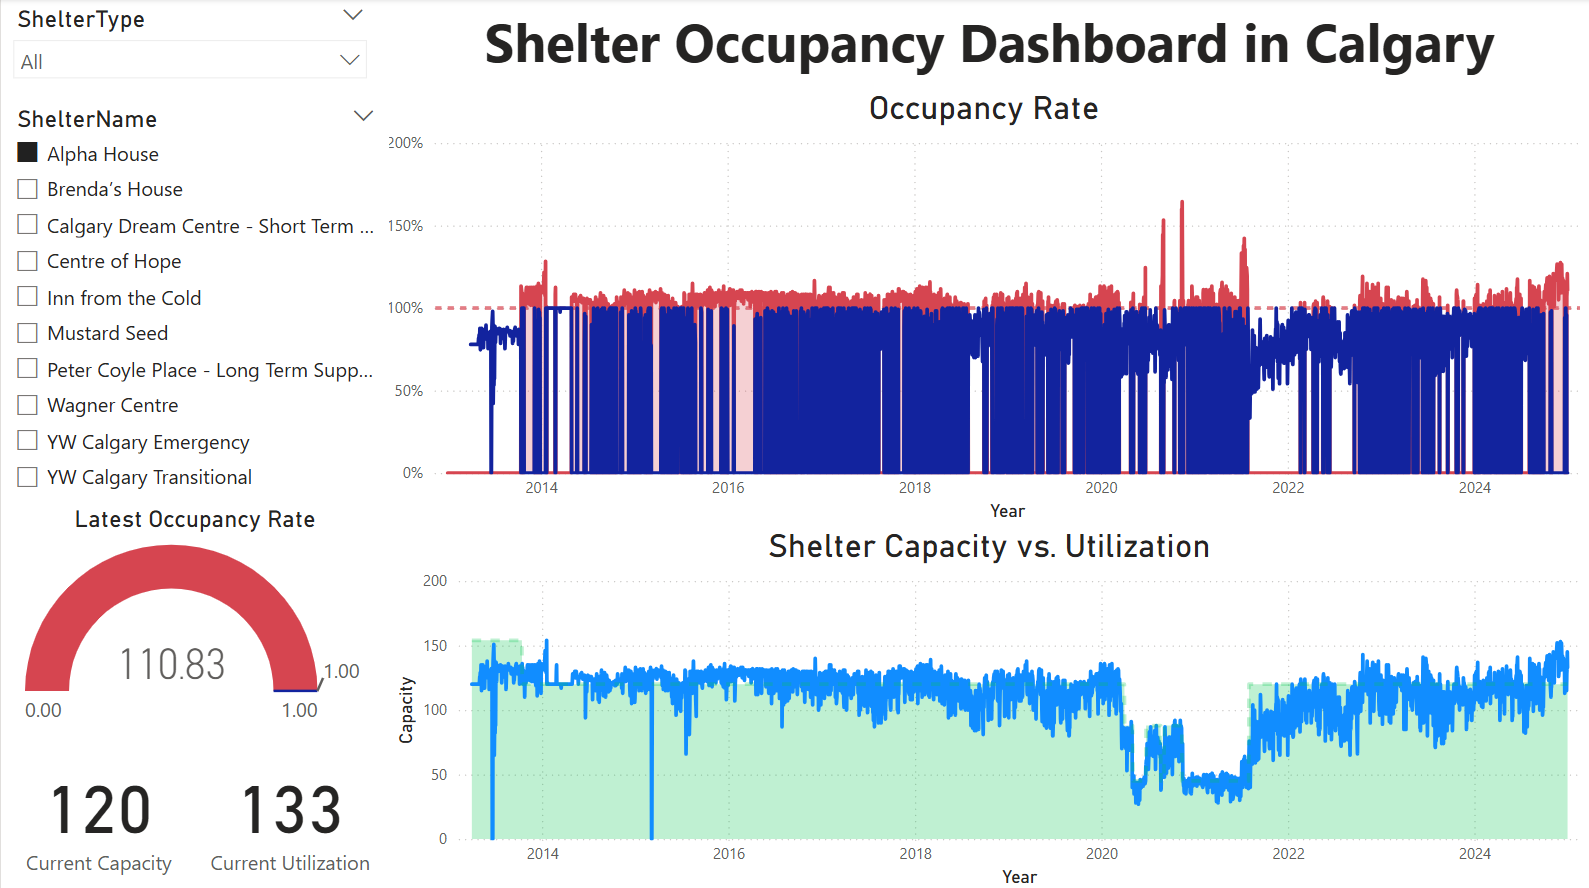 ShelterType
All
ShelterName
Alpha House
Brenda’s House
Calgary Dream Centre - Short Term ...
Centre of Hope
Inn from the Cold
Mustard Seed
Peter Coyle Place - Long Term Supp...
Wagner Centre
YW Calgary Emergency
YW Calgary Transitional
Latest Occupancy Rate
110.83
1.00
0.00
1.00
120
Current Capacity
133
Current Utilization
Shelter Occupancy Dashboard in Calgary
Occupancy Rate
200%
150%
100%
50%
0%
2014 2016 2018 2020 2022 2024
Year
Shelter Capacity vs. Utilization
Capacity
200
150
100
50
0
2014 2016 2018 2020 2022 2024
Year